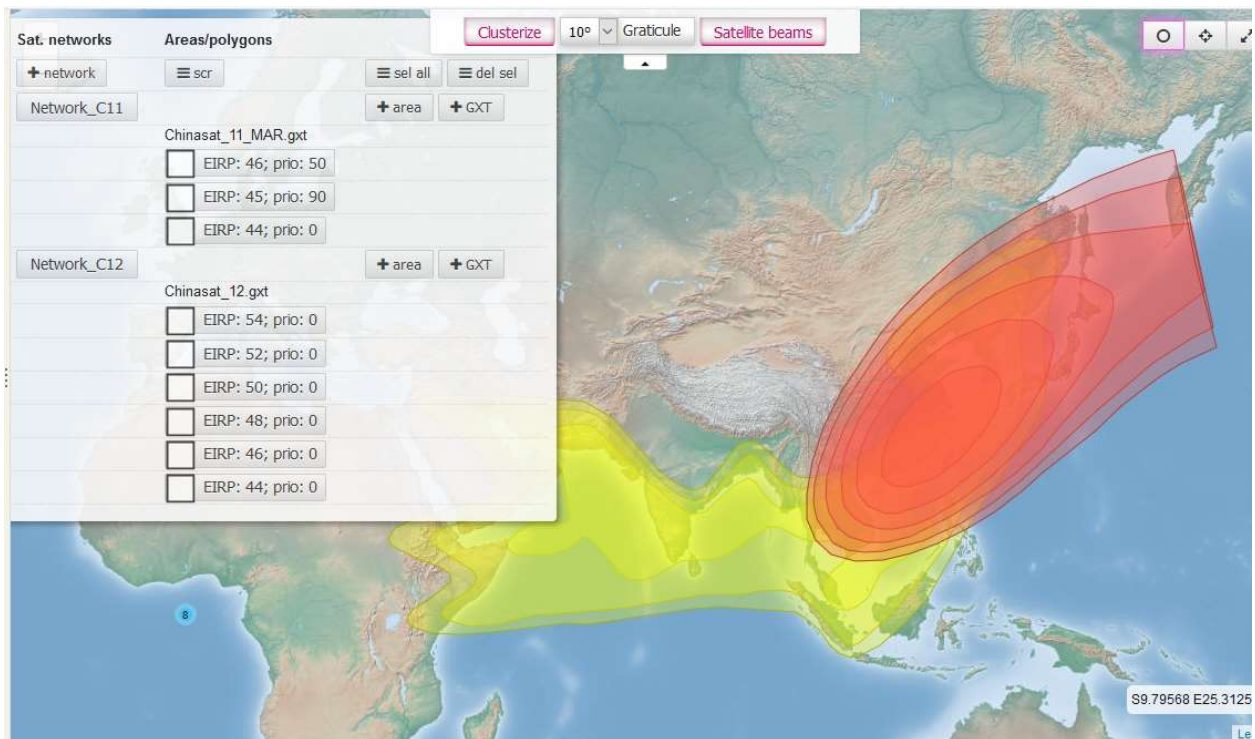 Clusterize 10º Graticule Satellite beams
Sat. networks Areas/polygons
+ network ≡ scr ≡ sel all ≡ del sel
Network_C11 + area + GXT
Chinasat_11_MAR.gxt
EIRP: 46; prio: 50
EIRP: 45; prio: 90
EIRP: 44; prio: 0
Network_C12 + area + GXT
Chinasat_12.gxt
EIRP: 54; prio: 0
EIRP: 52; prio: 0
EIRP: 50; prio: 0
EIRP: 48; prio: 0
EIRP: 46; prio: 0
EIRP: 44; prio: 0
8
S9.79568 E25.3125
Le